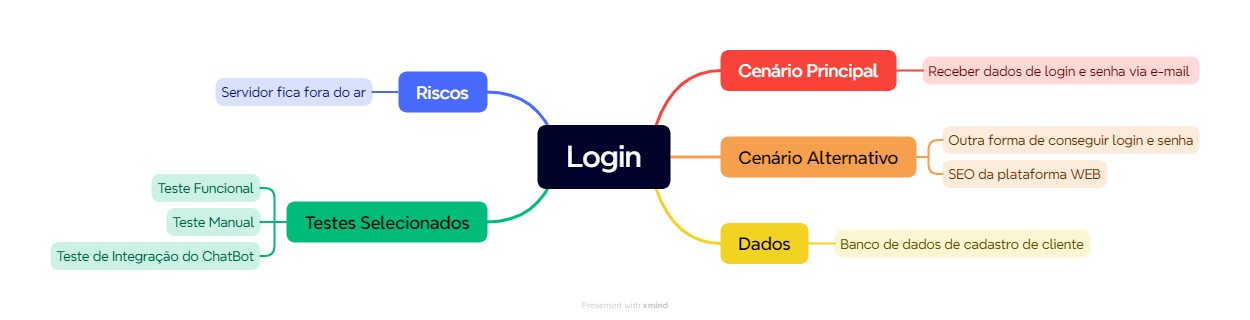 Login
Cenário Principal
Receber dados de login e senha via e-mail
Cenário Alternativo
Outra forma de conseguir login e senha
SEO da plataforma WEB
Dados
Banco de dados de cadastro de cliente
Riscos
Servidor fica fora do ar
Testes Selecionados
Teste Funcional
Teste Manual
Teste de Integração do ChatBot
Presented with xmind